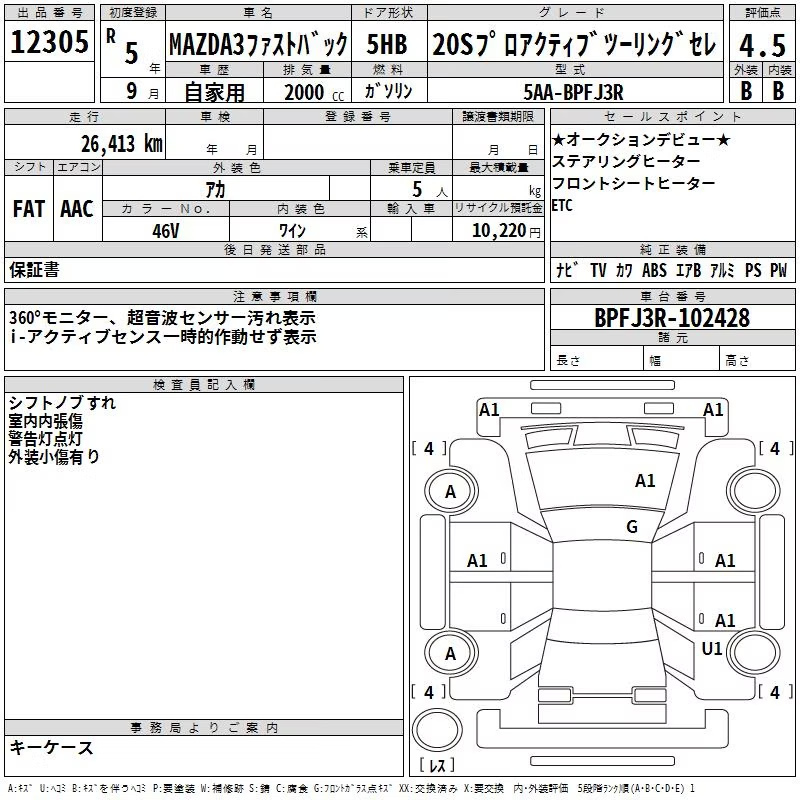 出品番号 初度登録 車名 ドア形状 グレード 評価点
12305 R 5 年 MAZDA3ファストバック 5HB 20Sプロアクティブツーリングセレ 4.5
車歴 排気量 燃料 型式 外装 内装
9 月 自家用 2000 cc ガソリン 5AA-BPFJ3R B B
走行 車検 登録番号 譲渡書類期限 セールスポイント
26,413 km 年 月 月 日
★オークションデビュー★
ステアリングヒーター
フロントシートヒーター
ETC
シフト エアコン 外装色 乗車定員 最大積載量
FAT AAC アカ 5 人 kg
カラーNo. 内装色 輸入車 リサイクル預託金
46V ワイン 系 10,220 円
後日発送部品 純正装備
保証書 ナビ TV カワ ABS エアB アルミ PS PW
注意事項欄 車台番号
360°モニター、超音波センサー汚れ表示
i-アクティブセンス一時的作動せず表示
BPFJ3R-102428
諸元
長さ 幅 高さ
検査員記入欄
シフトノブすれ
室内内張傷
警告灯点灯
外装小傷有り
事務局よりご案内
キーケース
A1 A1
[ 4 ] [ 4 ]
A A1
G
A1
A1
A U1
[ 4 ] [ 4 ]
[ レス ]
A:キズ U:ヘコミ B:キズを伴うヘコミ P:要塗装 W:補修跡 S:錆 C:腐食 G:フロントガラス点キズ XX:交換済み X:要交換 内・外装評価 5段階ランク順(A・B・C・D・E) 1